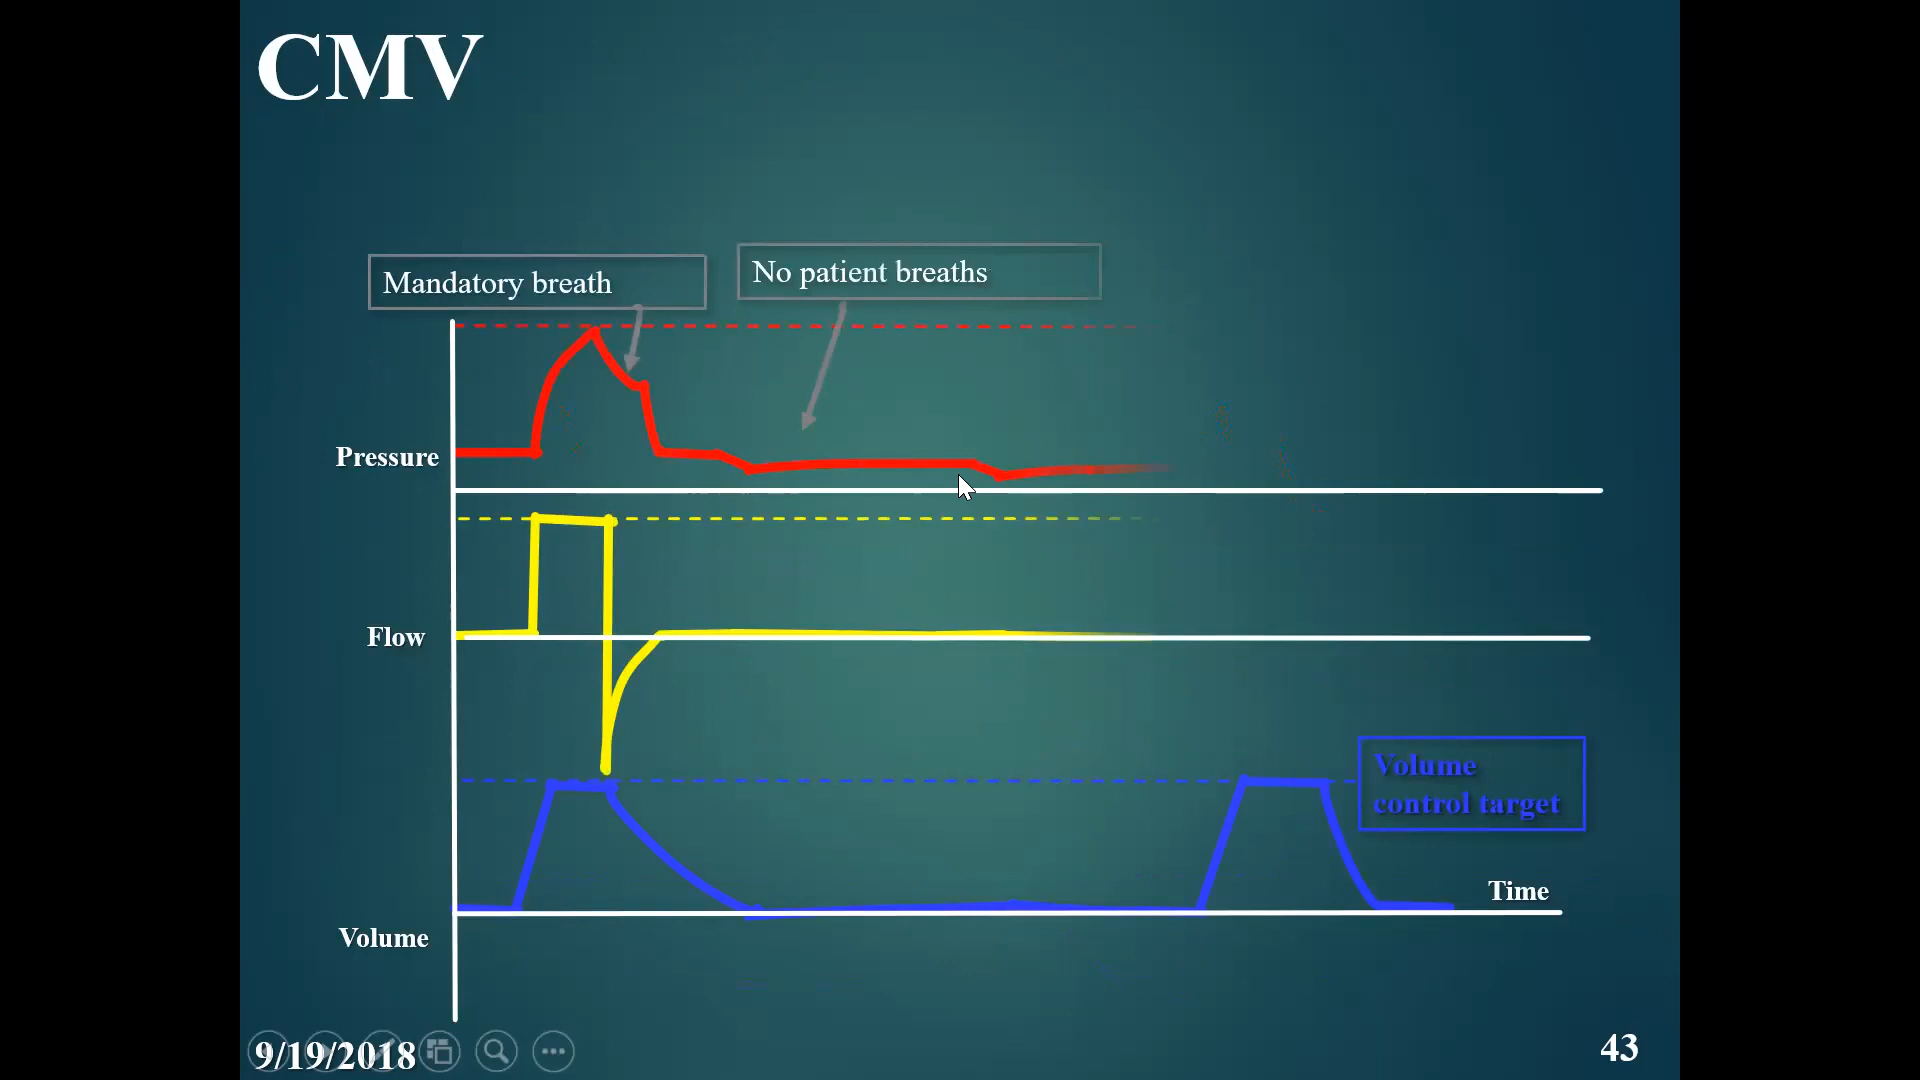 CMV
Mandatory breath
No patient breaths
Pressure
Flow
Volume
control target
Time
Volume
9/19/2018
43